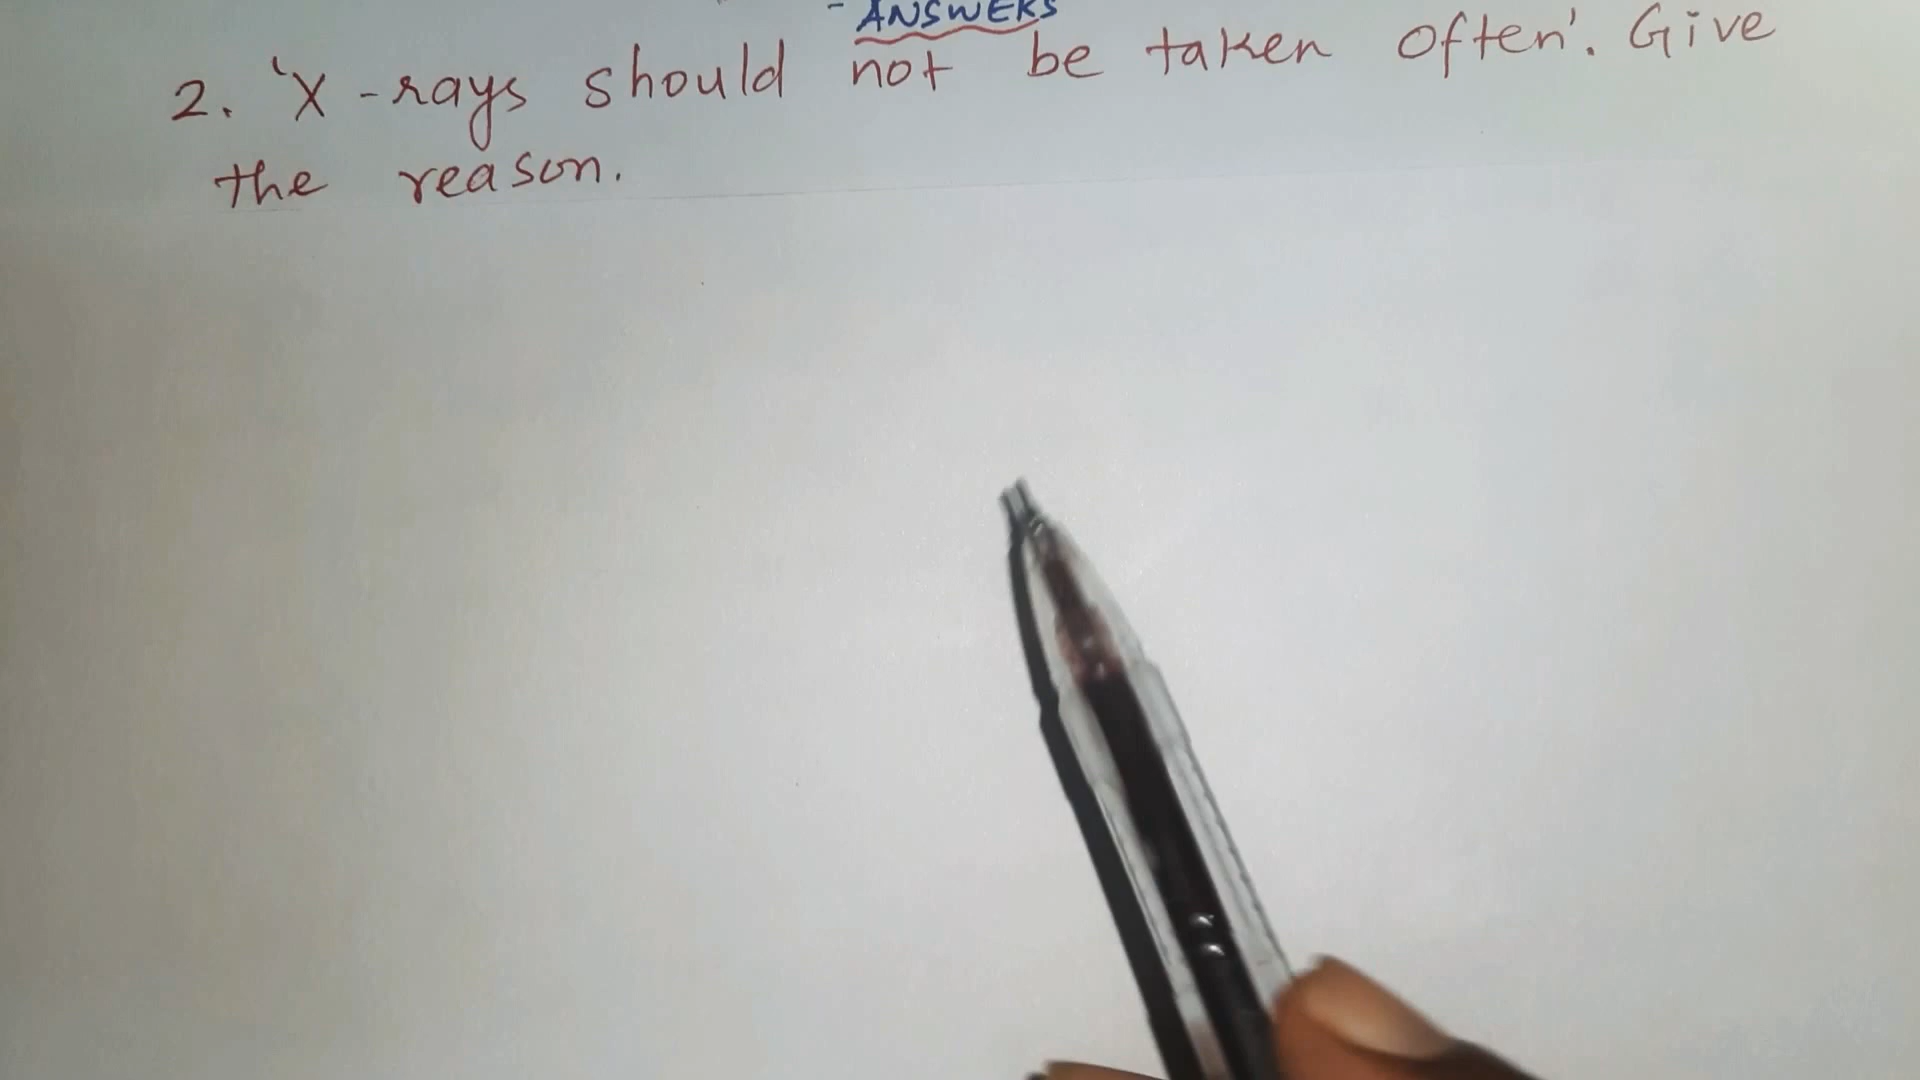 - ANSWERS
2. 'X-rays should not be taken often'. Give
the reason.